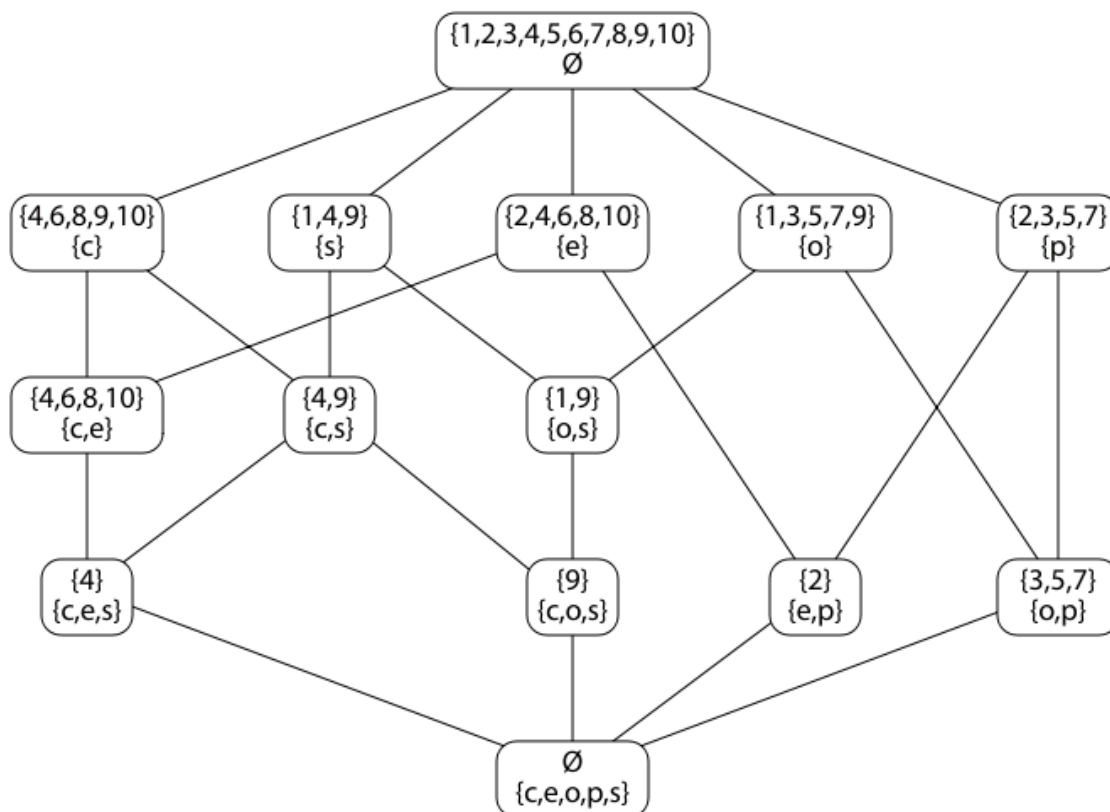 {1,2,3,4,5,6,7,8,9,10}
Ø
{4,6,8,9,10}
{c}
{1,4,9}
{s}
{2,4,6,8,10}
{e}
{1,3,5,7,9}
{o}
{2,3,5,7}
{p}
{4,6,8,10}
{c,e}
{4,9}
{c,s}
{1,9}
{o,s}
{4}
{c,e,s}
{9}
{c,o,s}
{2}
{e,p}
{3,5,7}
{o,p}
Ø
{c,e,o,p,s}